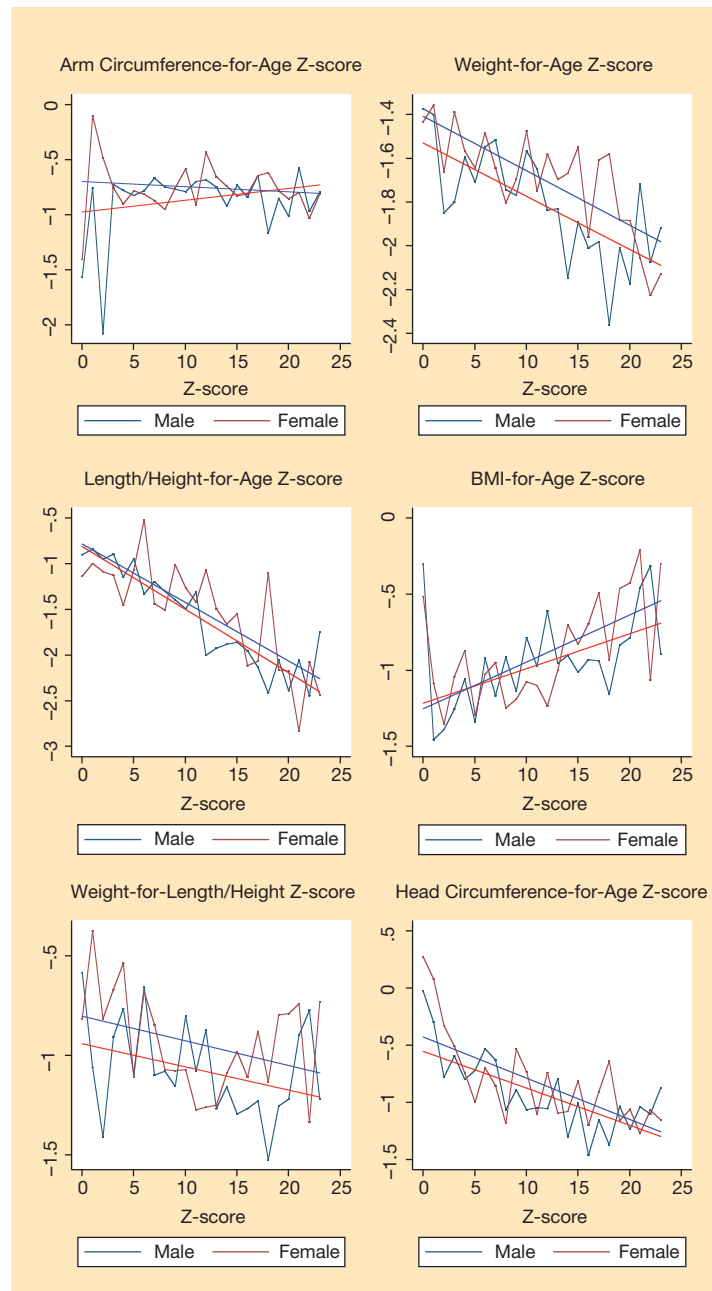 Arm Circumference-for-Age Z-score
0
−.5
−1
−1.5
−2
0 5 10 15 20 25
Z-score
Male Female
Weight-for-Age Z-score
−1.4
−1.6
−1.8
−2
−2.2
−2.4
0 5 10 15 20 25
Z-score
Male Female
Length/Height-for-Age Z-score
−.5
−1
−1.5
−2
−2.5
−3
0 5 10 15 20 25
Z-score
Male Female
BMI-for-Age Z-score
0
−.5
−1
−1.5
0 5 10 15 20 25
Z-score
Male Female
Weight-for-Length/Height Z-score
−.5
−1
−1.5
0 5 10 15 20 25
Z-score
Male Female
Head Circumference-for-Age Z-score
.5
0
−.5
−1
−1.5
0 5 10 15 20 25
Z-score
Male Female